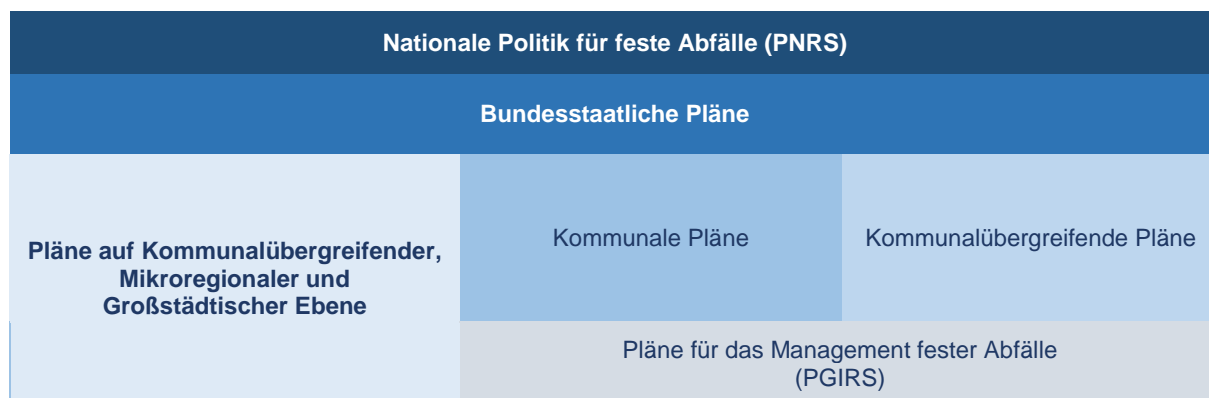 Nationale Politik für feste Abfälle (PNRS)
Bundesstaatliche Pläne
Pläne auf Kommunalübergreifender,
Mikroregionaler und
Großstädtischer Ebene
Kommunale Pläne
Kommunalübergreifende Pläne
Pläne für das Management fester Abfälle
(PGIRS)